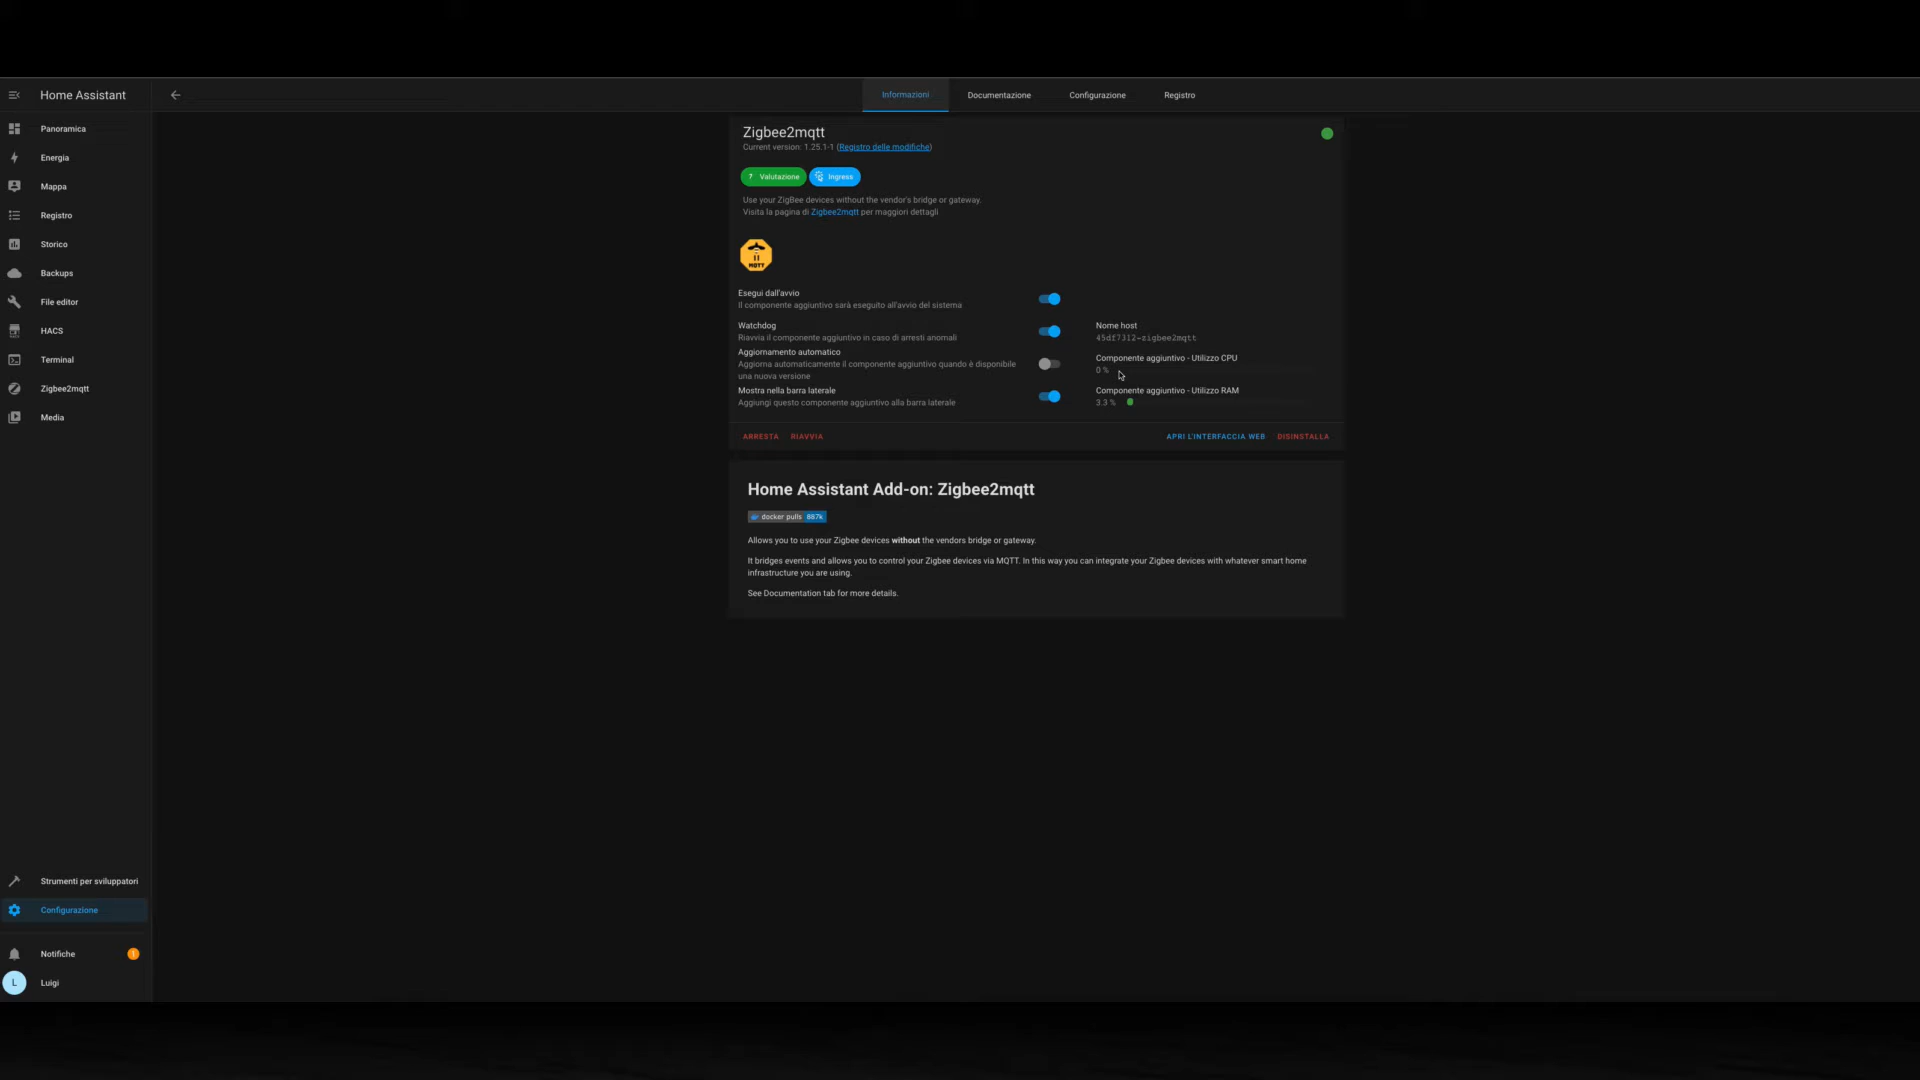 Home Assistant
Informazioni
Documentazione
Configurazione
Registro
Panoramica
Energia
Mappa
Registro
Storico
Backups
File editor
HACS
Terminal
Zigbee2mqtt
Media
Strumenti per sviluppatori
Configurazione
Notifiche
1
L
Luigi
Zigbee2mqtt
Current version: 1.25.1-1 (Registro delle modifiche)
? Valutazione
Ingress
Use your ZigBee devices without the vendor's bridge or gateway.
Visita la pagina di Zigbee2mqtt per maggiori dettagli
MQTT
Esegui dall'avvio
Il componente aggiuntivo sarà eseguito all'avvio del sistema
Watchdog
Riavvia il componente aggiuntivo in caso di arresti anomali
Aggiornamento automatico
Aggiorna automaticamente il componente aggiuntivo quando è disponibile
una nuova versione
Mostra nella barra laterale
Aggiungi questo componente aggiuntivo alla barra laterale
Nome host
45df7312-zigbee2mqtt
Componente aggiuntivo - Utilizzo CPU
0 %
Componente aggiuntivo - Utilizzo RAM
3.3 %
ARRESTA
RIAVVIA
APRI L'INTERFACCIA WEB
DISINSTALLA
Home Assistant Add-on: Zigbee2mqtt
docker pulls 867k
Allows you to use your Zigbee devices without the vendors bridge or gateway.
It bridges events and allows you to control your Zigbee devices via MQTT. In this way you can integrate your Zigbee devices with whatever smart home
infrastructure you are using.
See Documentation tab for more details.